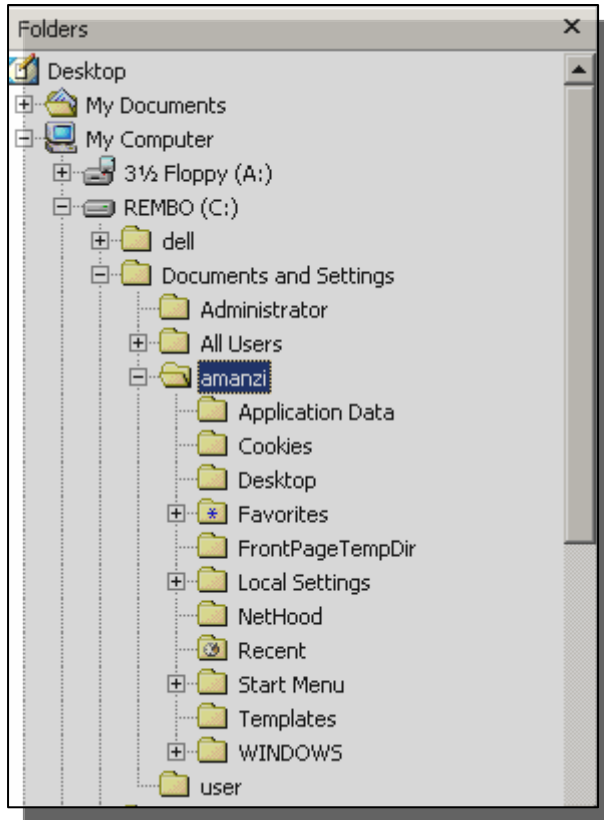 Folders
Desktop
My Documents
My Computer
3½ Floppy (A:)
REMBO (C:)
dell
Documents and Settings
Administrator
All Users
amanzi
Application Data
Cookies
Desktop
Favorites
FrontPageTempDir
Local Settings
NetHood
Recent
Start Menu
Templates
WINDOWS
user